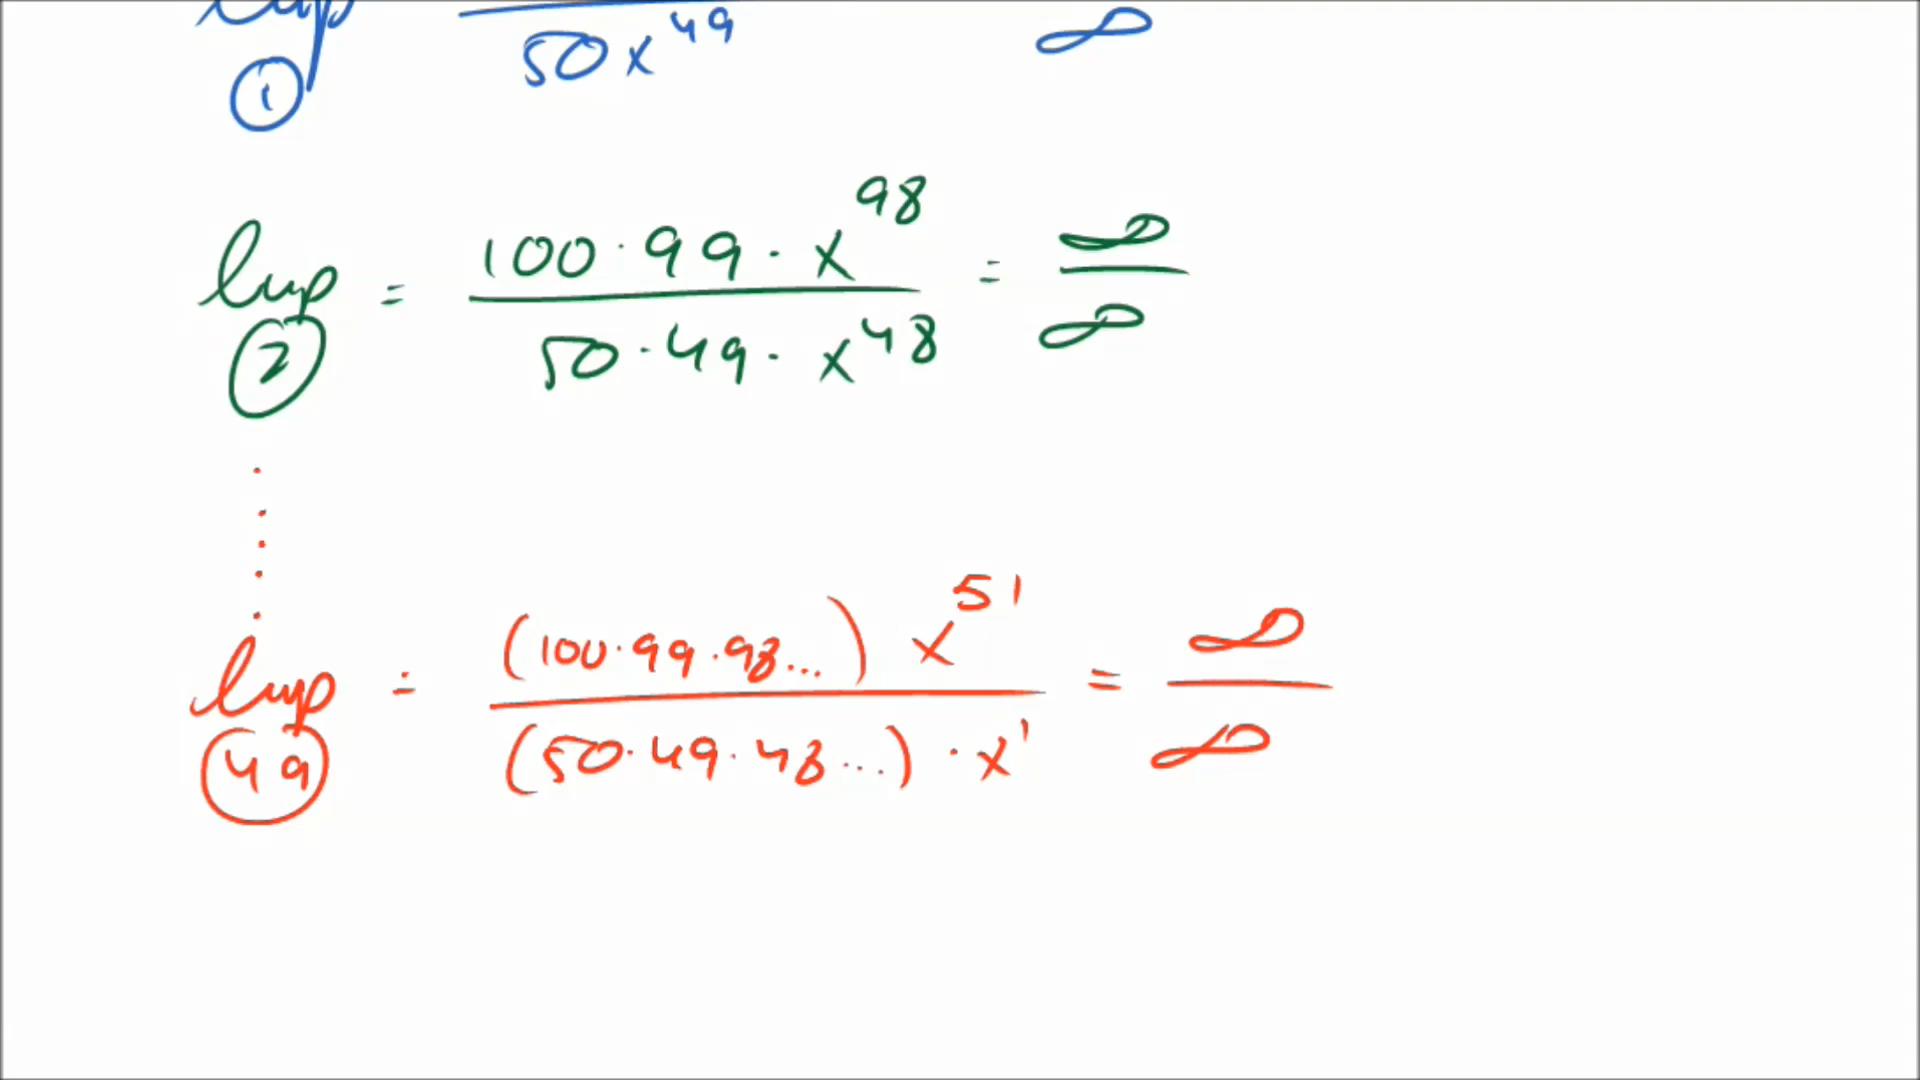 50x^49 ∞
①
lim = 100·99·x^98 / 50·49·x^48 = ∞/∞
②
lim = (100·99·98...) x^51 / (50·49·48...)·x^1 = ∞/∞
㊾